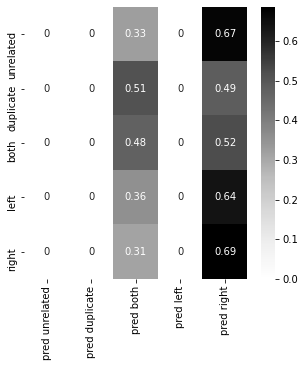 unrelated 0 0 0.33 0 0.67
duplicate 0 0 0.51 0 0.49
both 0 0 0.48 0 0.52
left 0 0 0.36 0 0.64
right 0 0 0.31 0 0.69
pred unrelated
pred duplicate
pred both
pred left
pred right
0.6
0.5
0.4
0.3
0.2
0.1
0.0